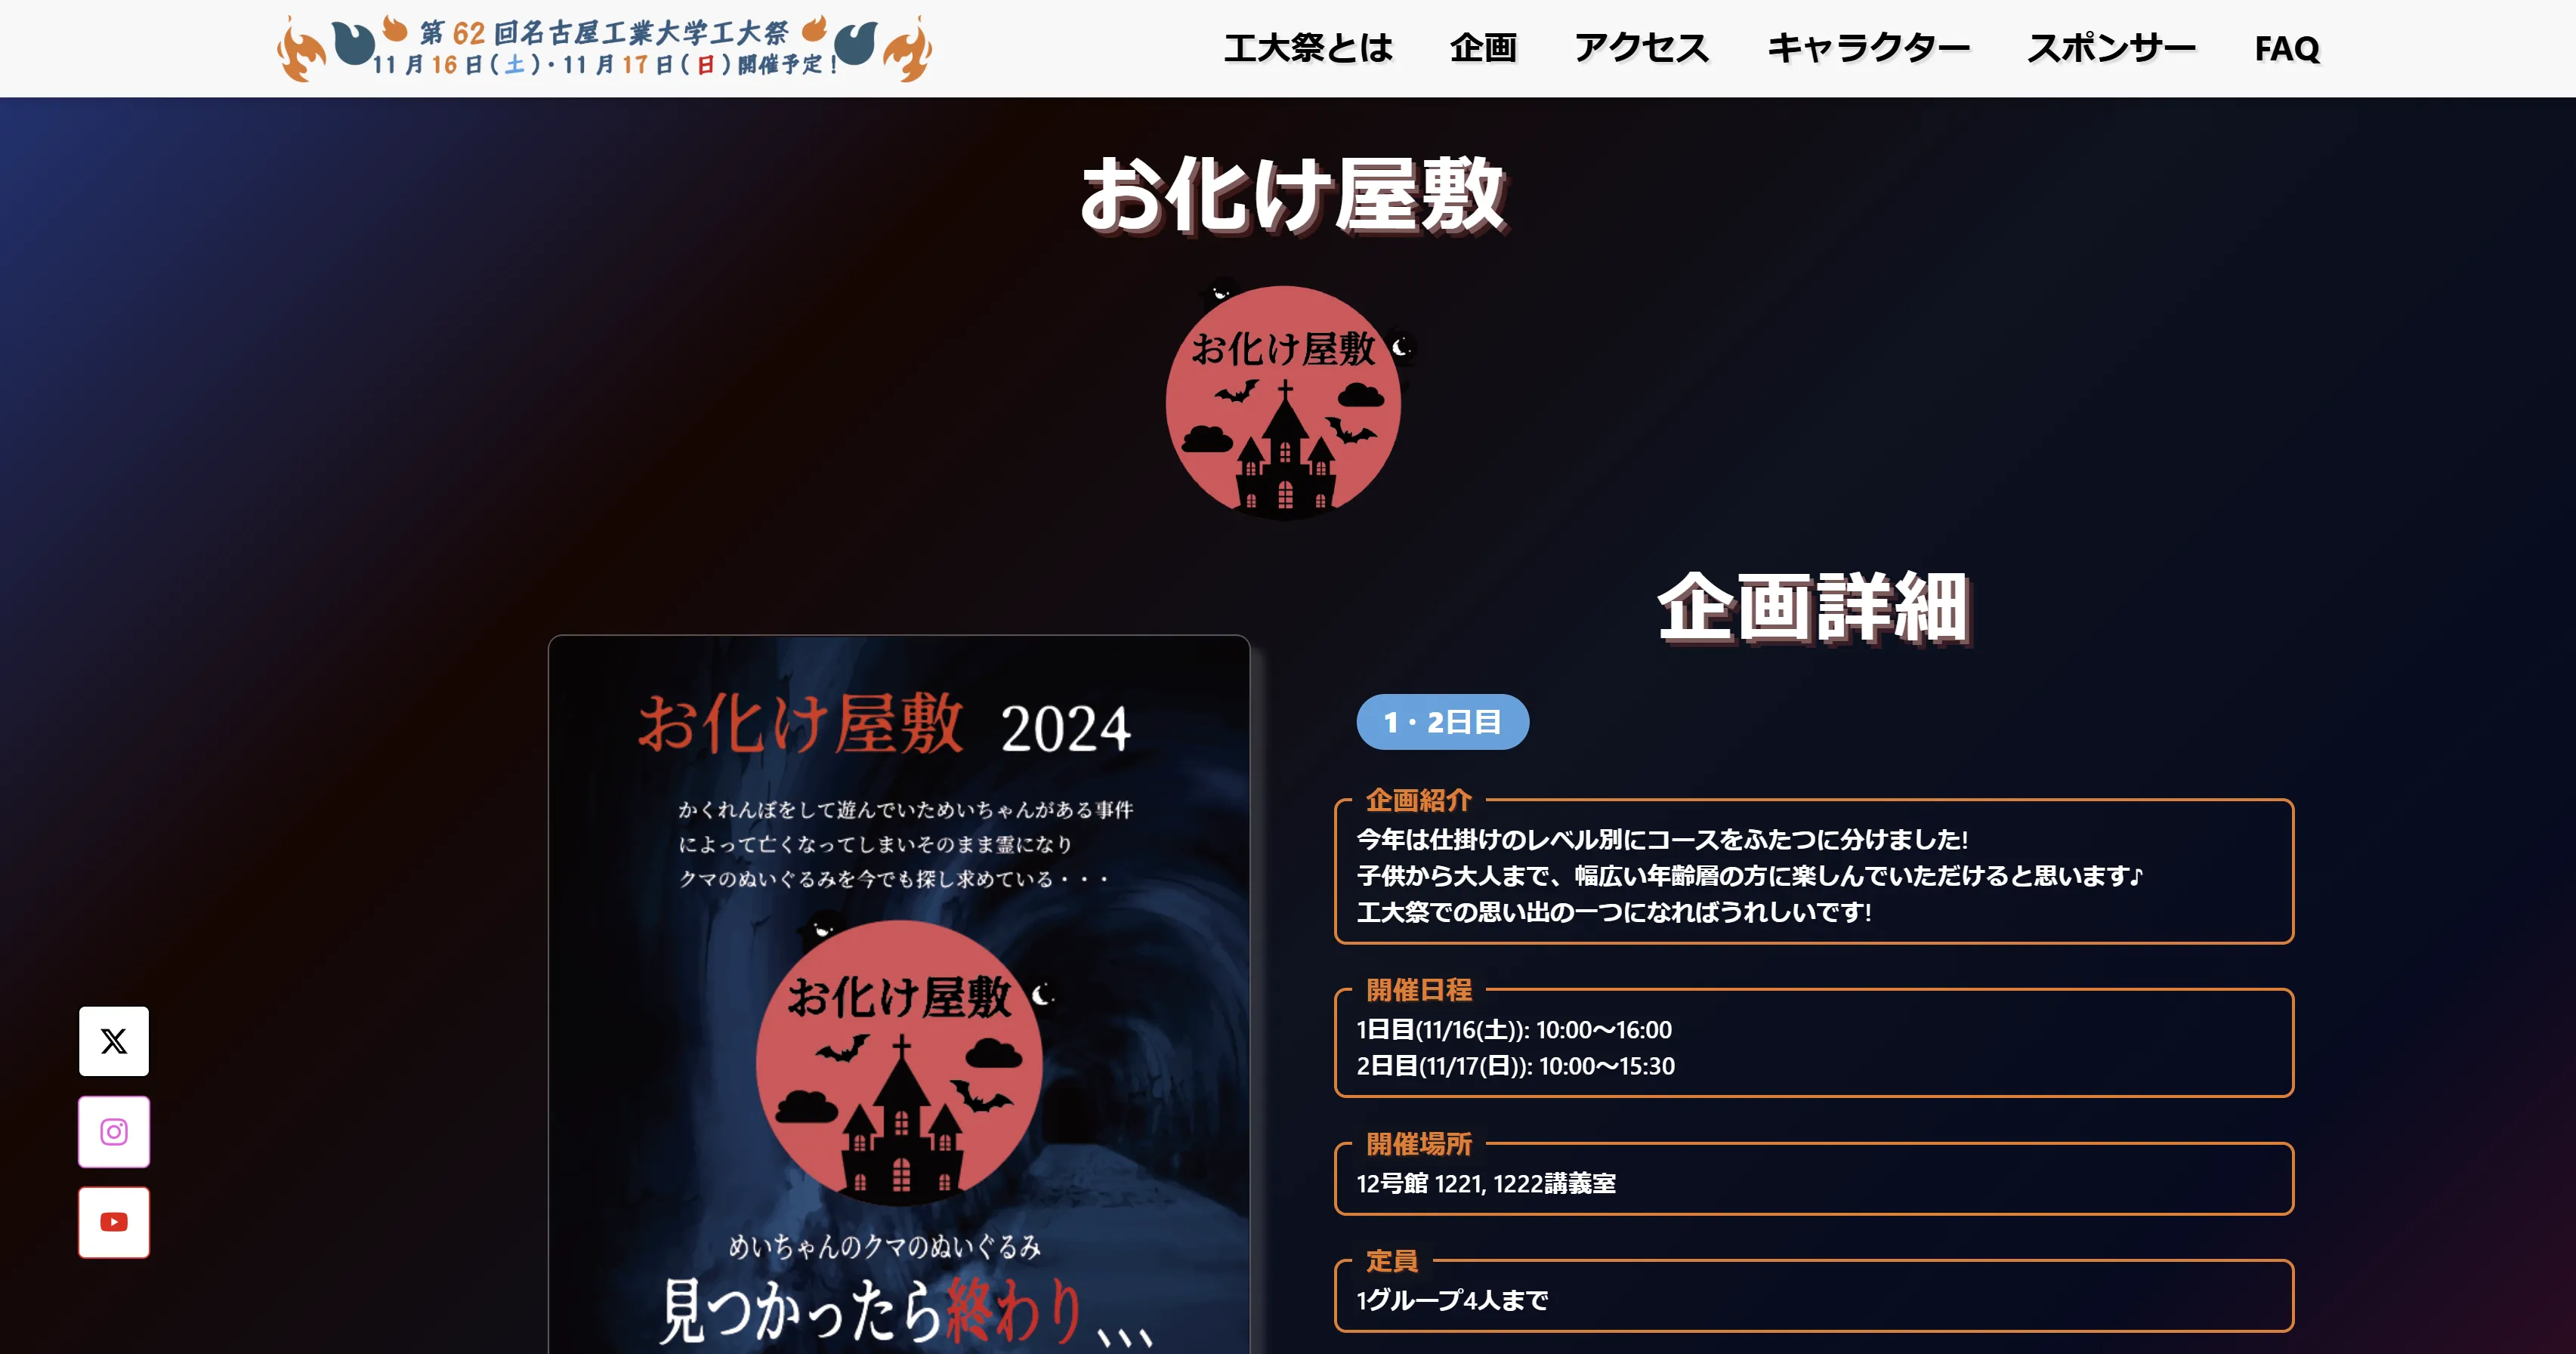 第62回名古屋工業大学工大祭
11月16日(土)・11月17日(日)開催予定!
工大祭とは 企画 アクセス キャラクター スポンサー FAQ
お化け屋敷
お化け屋敷
お化け屋敷 2024
かくれんぼをして遊んでいためいちゃんがある事件
によって亡くなってしまいそのまま霊になり
クマのぬいぐるみを今でも探し求めている・・・
お化け屋敷
めいちゃんのクマのぬいぐるみ
見つかったら終わり、、、
企画詳細
1・2日目
企画紹介
今年は仕掛けのレベル別にコースをふたつに分けました!
子供から大人まで、幅広い年齢層の方に楽しんでいただけると思います♪
工大祭での思い出の一つになればうれしいです!
開催日程
1日目(11/16(土)): 10:00〜16:00
2日目(11/17(日)): 10:00〜15:30
開催場所
12号館 1221, 1222講義室
定員
1グループ4人まで